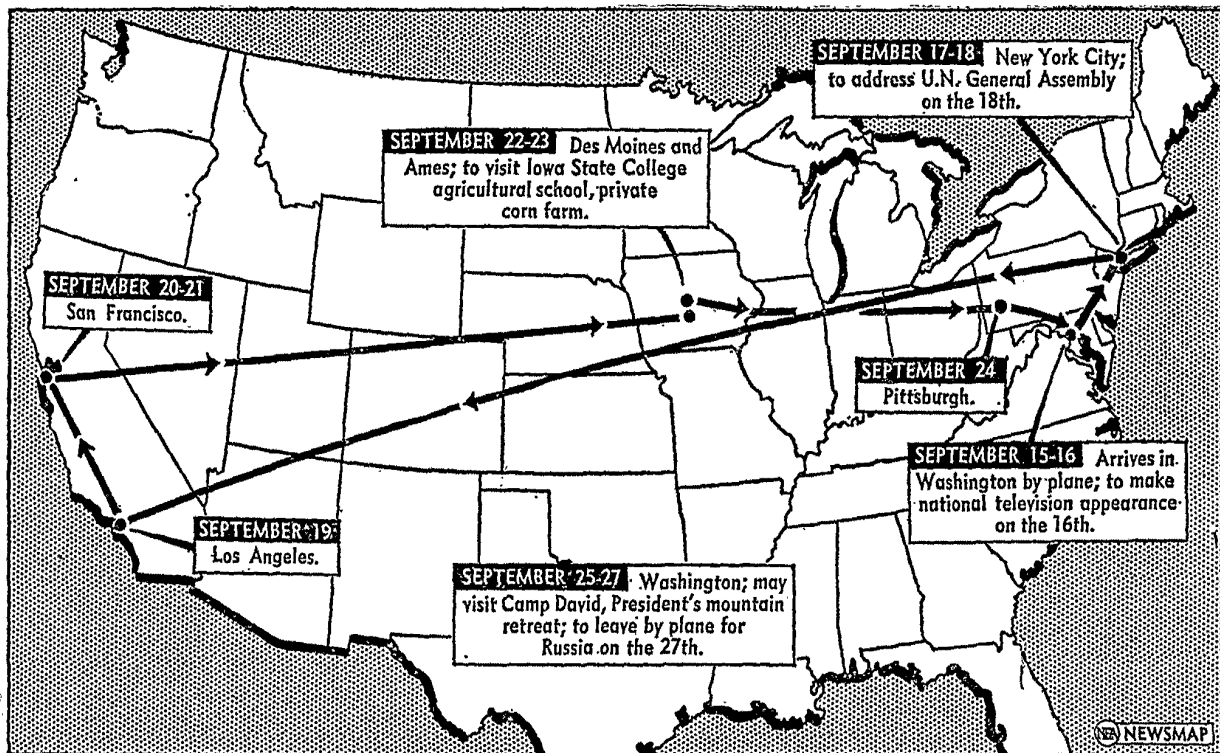 SEPTEMBER 17-18 New York City;
to address U.N. General Assembly
on the 18th.
SEPTEMBER 22-23 Des Moines and
Ames; to visit Iowa State College
agricultural school, private
corn farm.
SEPTEMBER 20-21
San Francisco.
SEPTEMBER 24
Pittsburgh.
SEPTEMBER 15-16 Arrives in
Washington by plane; to make
national television appearance
on the 16th.
SEPTEMBER 19
Los Angeles.
SEPTEMBER 25-27 Washington; may
visit Camp David, President's mountain
retreat; to leave by plane for
Russia on the 27th.
NEA NEWSMAP